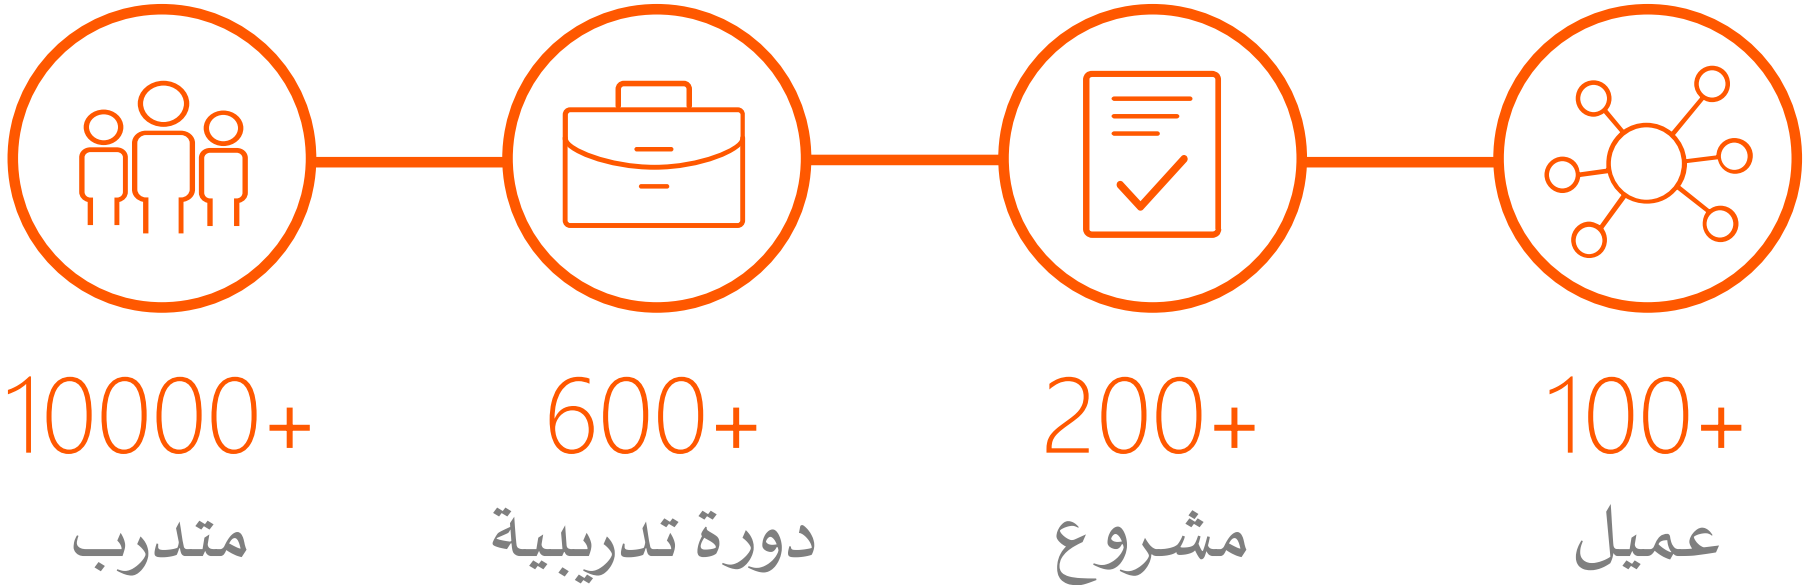 100+
عميل
200+
مشروع
600+
دورة تدريبية
10000+
متدرب